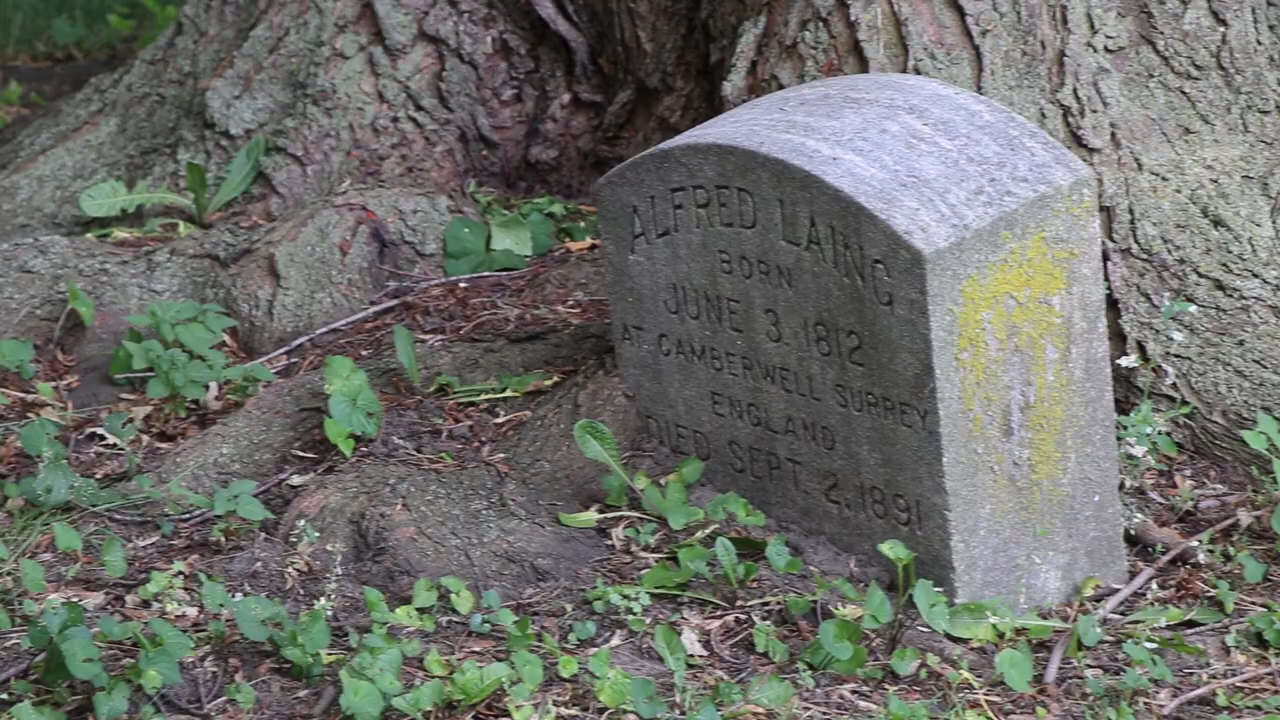 ALFRED LAING
BORN
JUNE 3. 1812
AT CAMBERWELL SURREY
ENGLAND
DIED SEPT. 2, 1891